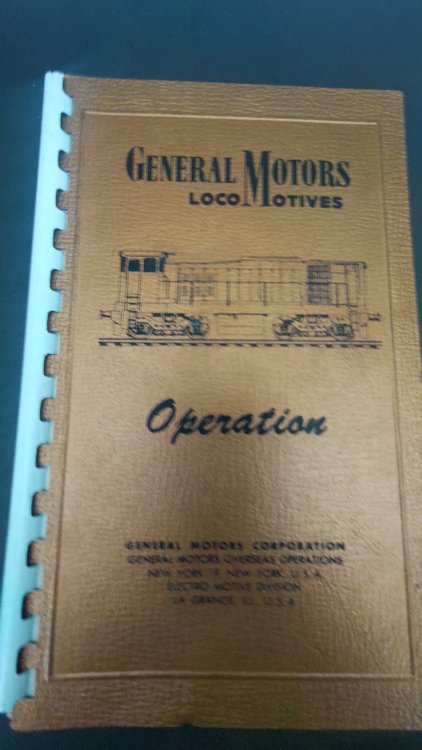 GENERAL MOTORS
LOCOMOTIVES
Operation
GENERAL MOTORS CORPORATION
GENERAL MOTORS OVERSEAS OPERATIONS
NEW YORK 19, NEW YORK, U.S.A.
ELECTRO MOTIVE DIVISION
LA GRANGE, ILL., U.S.A.